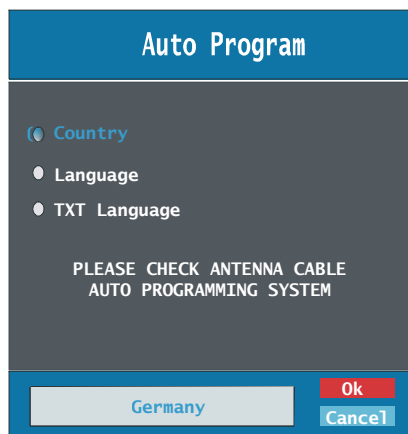 Auto Program
Country
Language
TXT Language
PLEASE CHECK ANTENNA CABLE
AUTO PROGRAMMING SYSTEM
Germany
Ok
Cancel